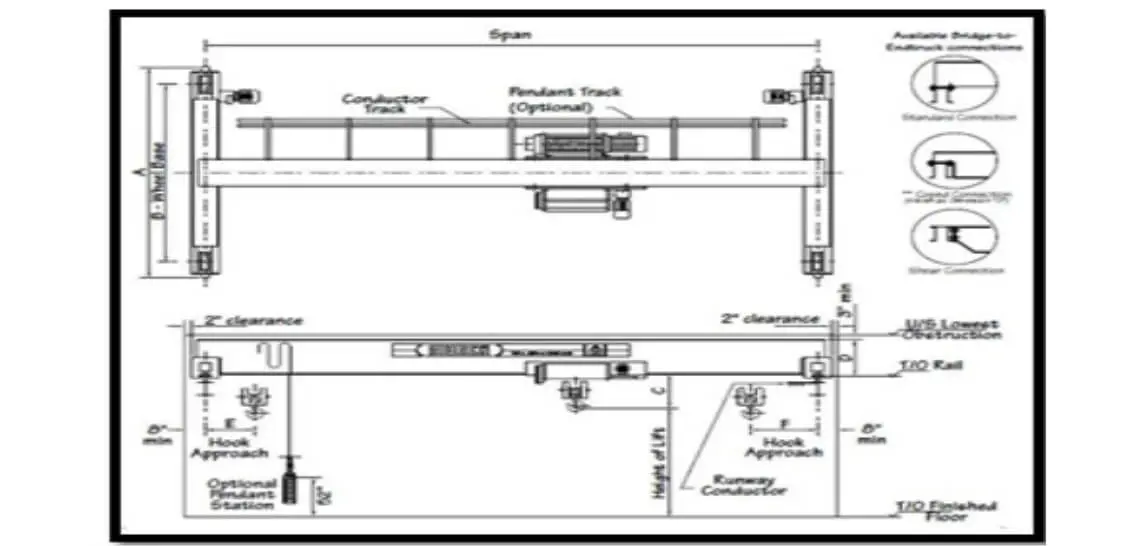 Span
Available Bridge-to-
Endtruck connections
Conductor
Track
Pendant Track
(Optional)
Standard Connection
A
B - Wheel Base
Coped Connection
Shear Connection
2" clearance
2" clearance
3" min
U/S Lowest
Obstruction
D
T/O Rail
C
E
F
8"
min
Hook
Approach
Hook
Approach
8"
min
Height of Lift
Optional
Pendant
Station
Runway
Conductor
T/O Finished
Floor